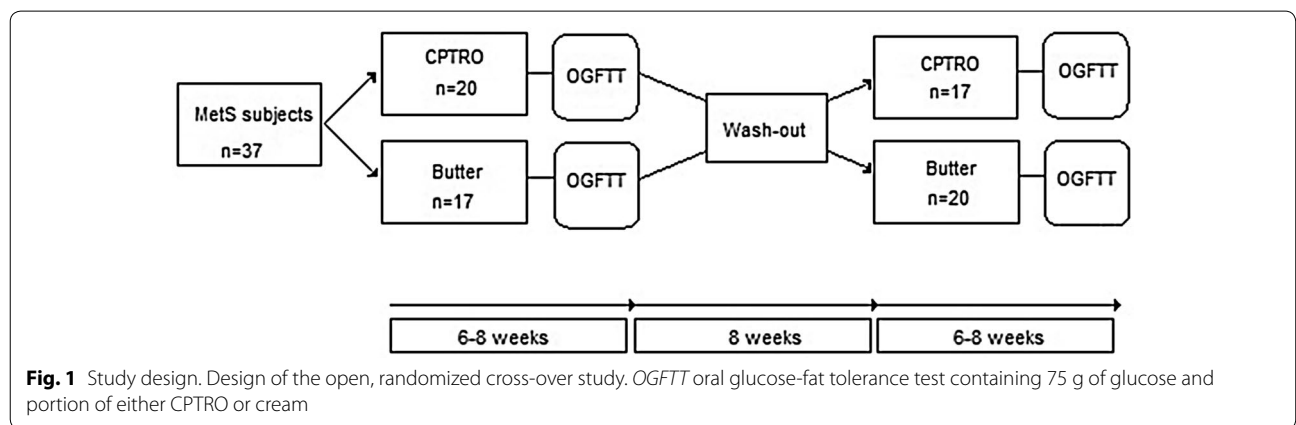 CPTRO
n=20
OGFTT
CPTRO
n=17
OGFTT
MetS subjects
n=37
Wash-out
Butter
n=17
OGFTT
Butter
n=20
OGFTT
6-8 weeks
8 weeks
6-8 weeks
Fig. 1 Study design. Design of the open, randomized cross-over study. OGFTT oral glucose-fat tolerance test containing 75 g of glucose and
portion of either CPTRO or cream